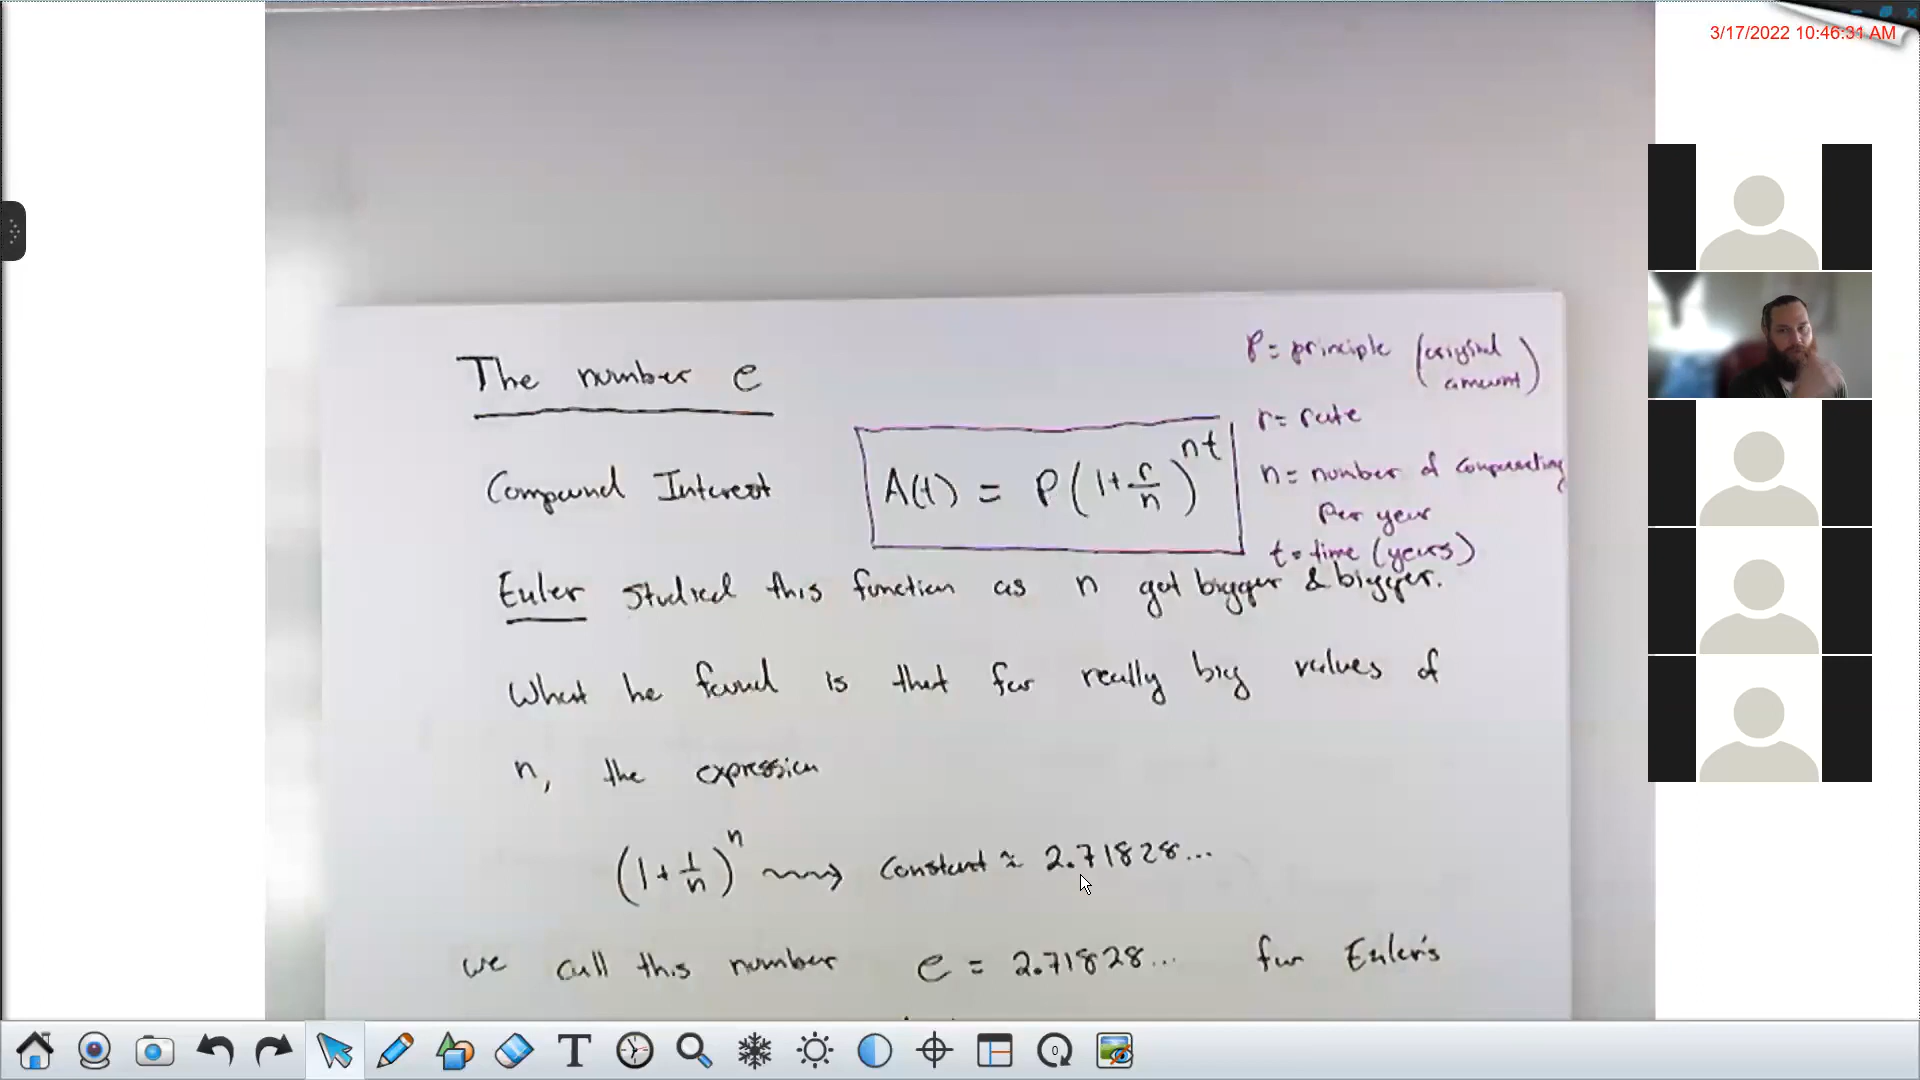 3/17/2022 10:46:31 AM
The number e
P = principle (original amount)
r = rate
Compound Interest
A(t) = P(1+r/n)^nt
n = number of compounding
per year
t = time (years)
Euler studied this function as n got bigger & bigger.
What he found is that for really big values of
n, the expression
(1+1/n)^n ⇝ constant ≈ 2.71828...
we call this number e = 2.71828... for Euler's
T
0